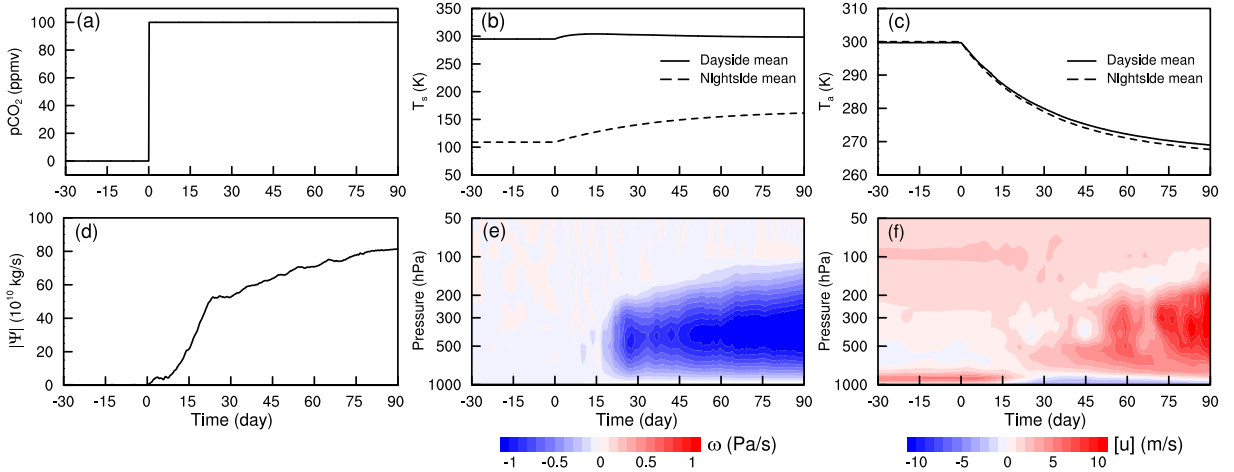 (a)
pCO2 (ppmv)
100
80
60
40
20
0
-30 -15 0 15 30 45 60 75 90
(b)
Ts (K)
350
300
250
200
150
100
50
Dayside mean
NIghtside mean
-30 -15 0 15 30 45 60 75 90
(c)
Ta (K)
310
300
290
280
270
260
Dayside mean
NIghtside mean
-30 -15 0 15 30 45 60 75 90
(d)
|Ψ| (10^10 kg/s)
100
80
60
40
20
0
-30 -15 0 15 30 45 60 75 90
Time (day)
(e)
Pressure (hPa)
50
100
200
300
500
1000
-30 -15 0 15 30 45 60 75 90
Time (day)
-1 -0.5 0 0.5 1
ω (Pa/s)
(f)
Pressure (hPa)
50
100
200
300
500
1000
-30 -15 0 15 30 45 60 75 90
Time (day)
-10 -5 0 5 10
[u] (m/s)